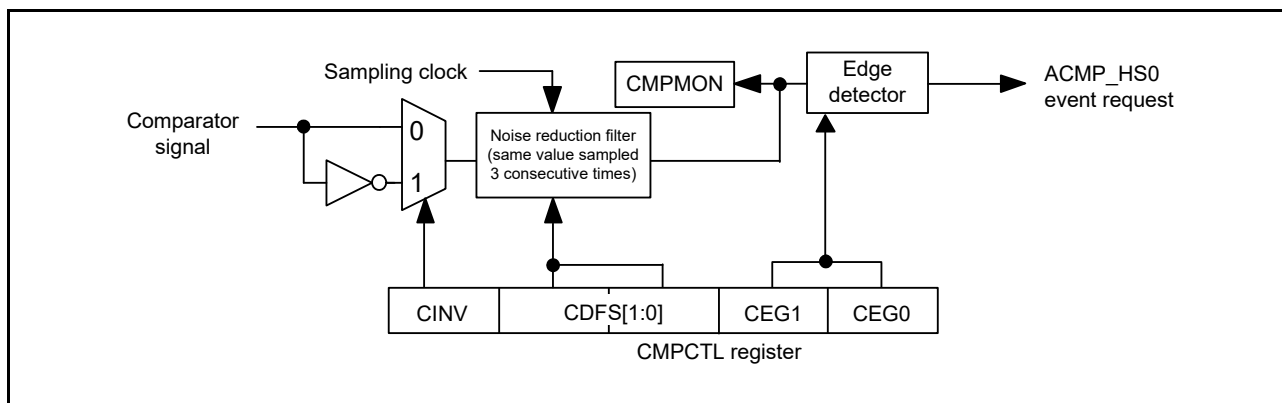 Sampling clock
Comparator
signal
0
1
Noise reduction filter
(same value sampled
3 consecutive times)
CMPMON
Edge
detector
ACMP_HS0
event request
CINV
CDFS[1:0]
CEG1
CEG0
CMPCTL register